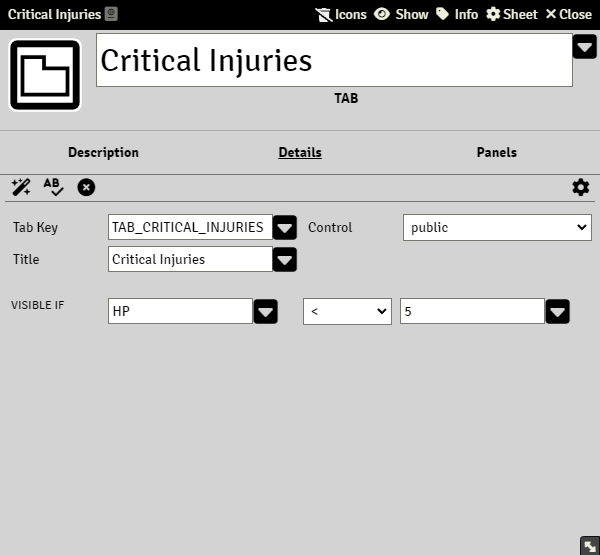 Critical Injuries Icons Show Info Sheet Close
Critical Injuries
TAB
Description Details Panels
AB
Tab Key TAB_CRITICAL_INJURIES Control public
Title Critical Injuries
VISIBLE IF HP < 5